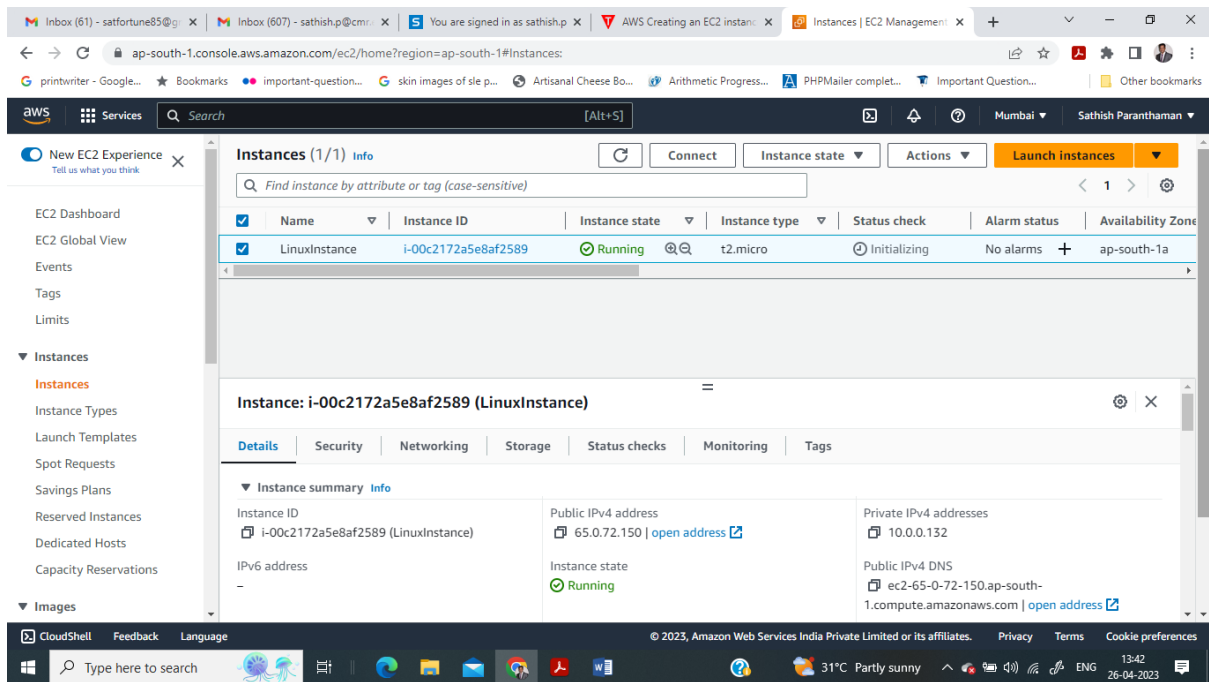 Inbox (61) - satfortune85@g
Inbox (607) - sathish.p@cmr.
You are signed in as sathish.p
AWS Creating an EC2 instanc
Instances | EC2 Management
ap-south-1.console.aws.amazon.com/ec2/home?region=ap-south-1#Instances:
printwriter - Google...
Bookmarks
important-question...
skin images of sle p...
Artisanal Cheese Bo...
Arithmetic Progress...
PHPMailer complet...
Important Question...
Other bookmarks
aws
Services
Search
[Alt+S]
Mumbai
Sathish Paranthaman
New EC2 Experience
Tell us what you think
EC2 Dashboard
EC2 Global View
Events
Tags
Limits
Instances
Instances
Instance Types
Launch Templates
Spot Requests
Savings Plans
Reserved Instances
Dedicated Hosts
Capacity Reservations
Images
Instances (1/1) Info
Connect
Instance state
Actions
Launch instances
Find instance by attribute or tag (case-sensitive)
1
Name
Instance ID
Instance state
Instance type
Status check
Alarm status
Availability Zone
LinuxInstance
i-00c2172a5e8af2589
Running
t2.micro
Initializing
No alarms
ap-south-1a
Instance: i-00c2172a5e8af2589 (LinuxInstance)
Details
Security
Networking
Storage
Status checks
Monitoring
Tags
Instance summary Info
Instance ID
i-00c2172a5e8af2589 (LinuxInstance)
Public IPv4 address
65.0.72.150 | open address
Private IPv4 addresses
10.0.0.132
IPv6 address
–
Instance state
Running
Public IPv4 DNS
ec2-65-0-72-150.ap-south-
1.compute.amazonaws.com | open address
CloudShell
Feedback
Language
© 2023, Amazon Web Services India Private Limited or its affiliates.
Privacy
Terms
Cookie preferences
Type here to search
31°C Partly sunny
ENG
13:42
26-04-2023